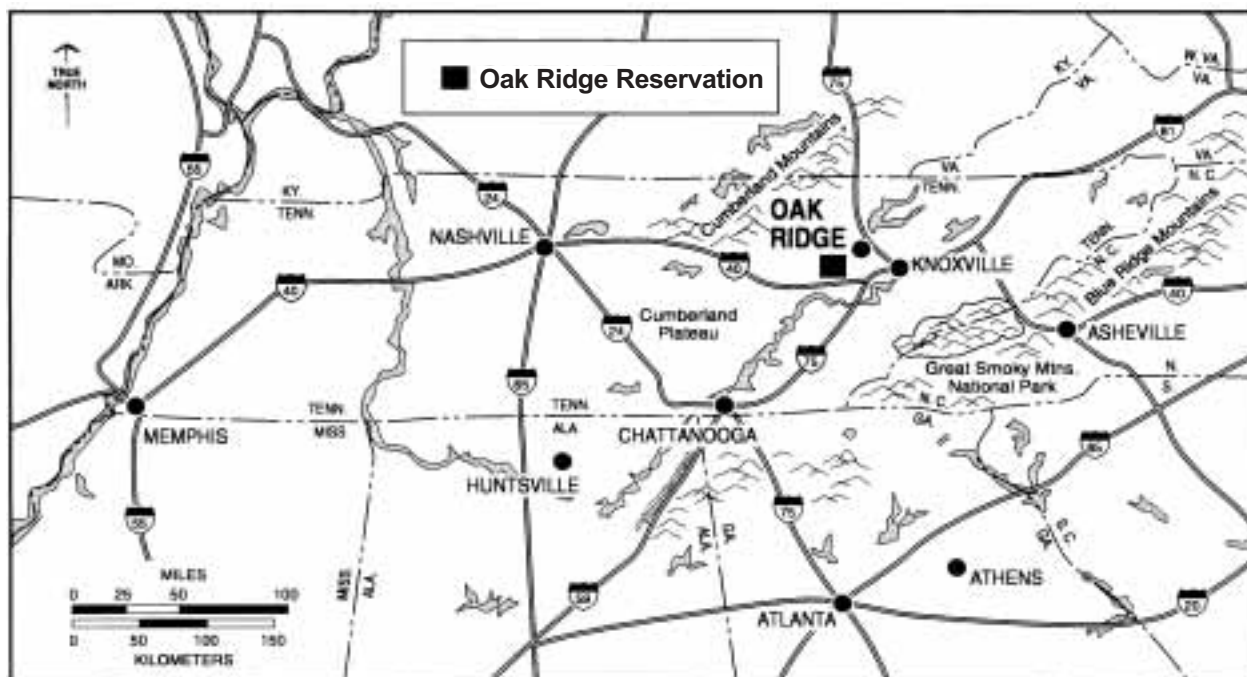 TRUE
NORTH
Oak Ridge Reservation
55
24
75
81
KY.
VA.
W. VA.
VA.
VA.
TENN.
VA.
N. C.
KY.
TENN.
MO.
ARK.
Cumberland Mountains
OAK
RIDGE
NASHVILLE
KNOXVILLE
TENN.
N. C.
Blue Ridge Mountains
40
40
40
24
75
65
Cumberland
Plateau
ASHEVILLE
Great Smoky Mtns.
National Park
N.
S.
N. C.
GA.
TENN.
MISS.
TENN.
ALA.
MEMPHIS
CHATTANOOGA
HUNTSVILLE
55
75
59
20
ALA.
GA.
MISS.
ALA.
S. C.
GA.
ATHENS
ATLANTA
MILES
0 25 50 100
0 50 100 150
KILOMETERS